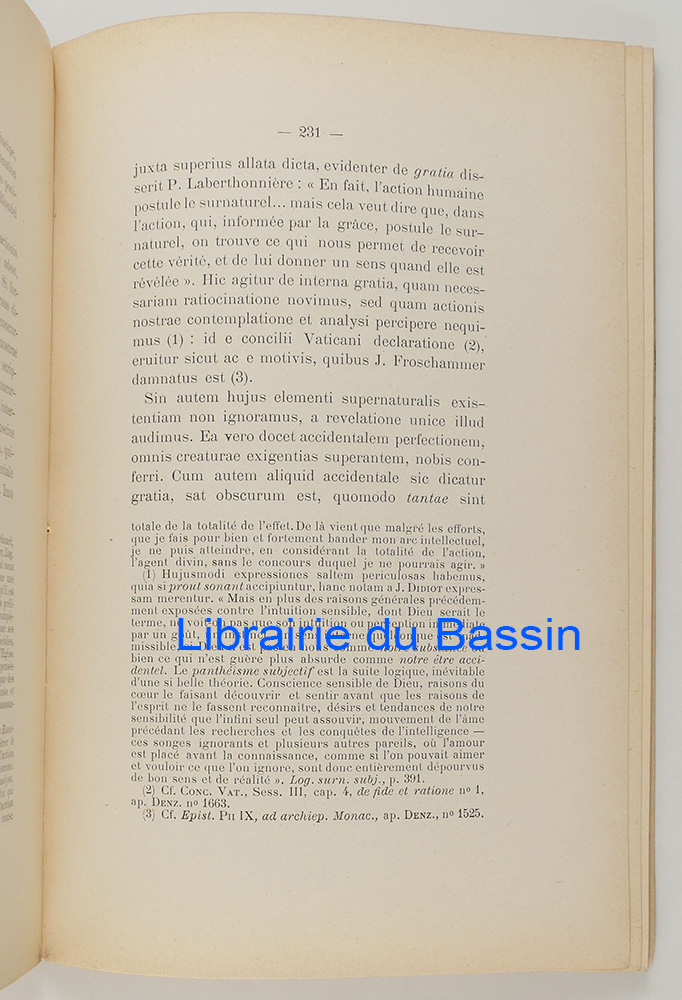 — 231 —
juxta superius allata dicta, evidenter de gratia dis-
serit P. Laberthonnière : « En fait, l'action humaine
postule le surnaturel... mais cela veut dire que, dans
l'action, qui, informée par la grâce, postule le sur-
naturel, on trouve ce qui nous permet de recevoir
cette vérité, et de lui donner un sens quand elle est
révélée ». Hic agitur de interna gratia, quam neces-
sariam ratiocinatione novimus, sed quam actionis
nostrae contemplatione et analysi percipere nequi-
mus (1) : id e concilii Vaticani declaratione (2),
eruitur sicut ac e motivis, quibus J. Froschammer
damnatus est (3).
Sin autem hujus elementi supernaturalis exis-
tentiam non ignoramus, a revelatione unice illud
audimus. Ea vero docet accidentalem perfectionem,
omnis creaturae exigentias superantem, nobis con-
ferri. Cum autem aliquid accidentale sic dicatur
gratia, sat obscurum est, quomodo tantae sint
totale de la totalité de l'effet. De là vient que malgré les efforts,
que je fais pour bien et fortement bander mon arc intellectuel,
je ne puis atteindre, en considérant la totalité de l'action,
l'agent divin, sans le concours duquel je ne pourrais agir. »
(1) Hujusmodi expressiones saltem periculosas habemus,
quia si prout sonant accipiuntur, hanc notam a J. DIDIOT expres-
sam merentur. « Mais en plus des raisons générales précédem-
ment exposées contre l'intuition sensible, dont Dieu serait le
terme, on voit pas que son intuition ou perception immédiate
par un goût,
missible.
bien ce qui n'est guère plus absurde comme notre être acci-
dentel. Le panthéisme subjectif est la suite logique, inévitable
d'une si belle théorie. Conscience sensible de Dieu, raisons du
cœur le faisant découvrir et sentir avant que les raisons de
l'esprit ne le fassent reconnaître, désirs et tendances de notre
sensibilité que l'infini seul peut assouvir, mouvement de l'âme
précédant les recherches et les conquêtes de l'intelligence —
ces songes ignorants et plusieurs autres pareils, où l'amour
est placé avant la connaissance, comme si l'on pouvait aimer
et vouloir ce que l'on ignore, sont donc entièrement dépourvus
de bon sens et de réalité ». Log. surn. subj., p. 391.
(2) Cf. CONC. VAT., Sess. III, cap. 4, de fide et ratione nº 1,
ap. DENZ. nº 1663.
(3) Cf. Epist. PII IX, ad archiep. Monac., ap. DENZ., nº 1525.
Librairie du Bassin